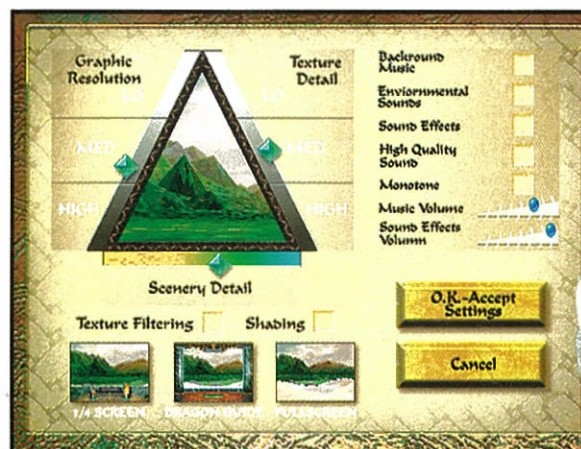 Graphic
Resolution
Texture
Detail
LO
LO
MED
MED
HIGH
HIGH
Scenery Detail
Texture Filtering
Shading
1/4 SCREEN
DRAGON GUIDE
FULLSCREEN
Backround
Music
Enviornmental
Sounds
Sound Effects
High Quality
Sound
Monotone
Music Volume
Sound Effects
Volumn
O.K.-Accept
Settings
Cancel